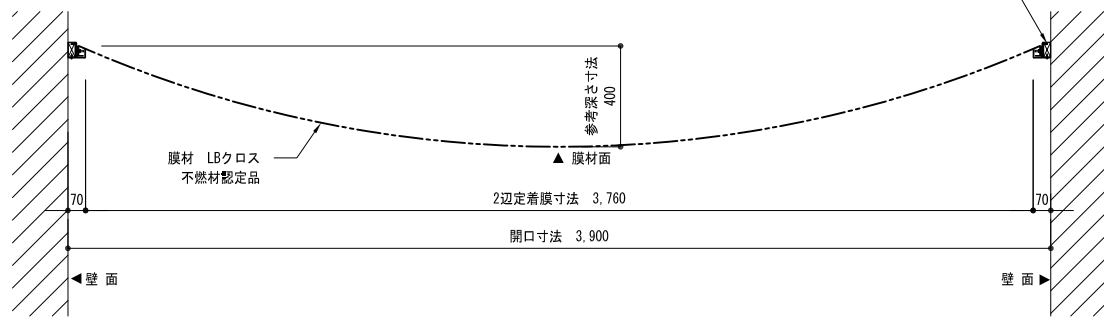 参考深さ寸法
400
膜材 LBクロス
不燃材認定品
▲ 膜材面
70
2辺定着膜寸法 3,760
70
開口寸法 3,900
◀壁 面
壁 面▶